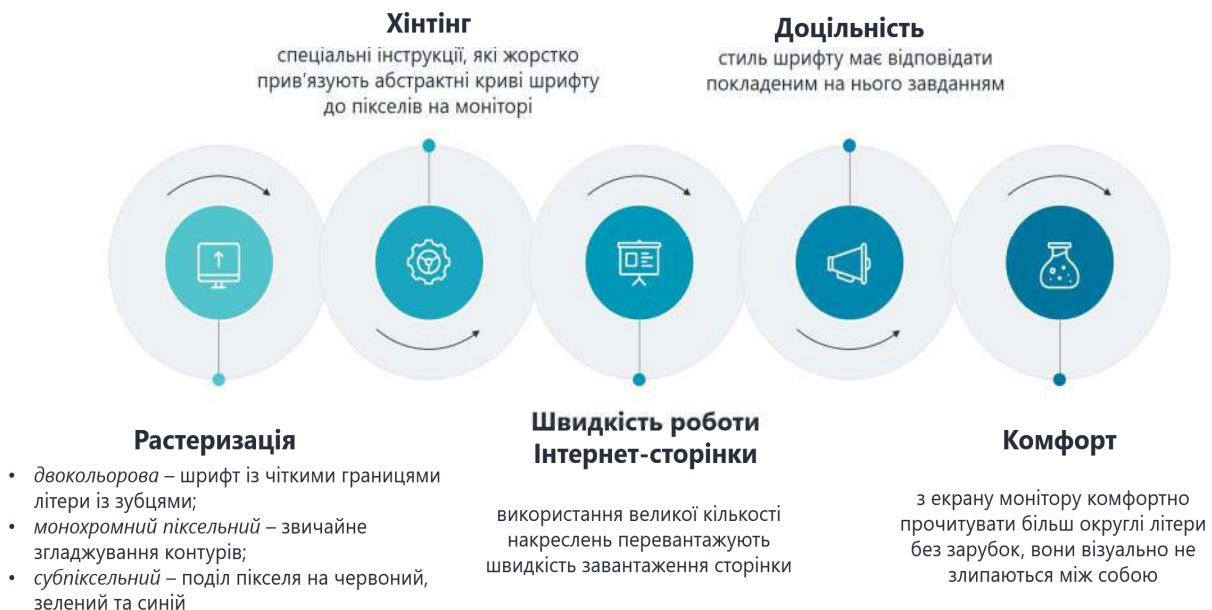 Хінтінг
спеціальні інструкції, які жорстко
прив’язують абстрактні криві шрифту
до пікселів на моніторі
Доцільність
стиль шрифту має відповідати
покладеним на нього завданням
Растеризація
• двокольорова – шрифт із чіткими границями
літери із зубцями;
• монохромний піксельний – звичайне
згладжування контурів;
• субпіксельний – поділ пікселя на червоний,
зелений та синій
Швидкість роботи
Інтернет-сторінки
використання великої кількості
накреслень перевантажують
швидкість завантаження сторінки
Комфорт
з екрану монітору комфортно
прочитувати більш округлі літери
без зарубок, вони візуально не
злипаються між собою